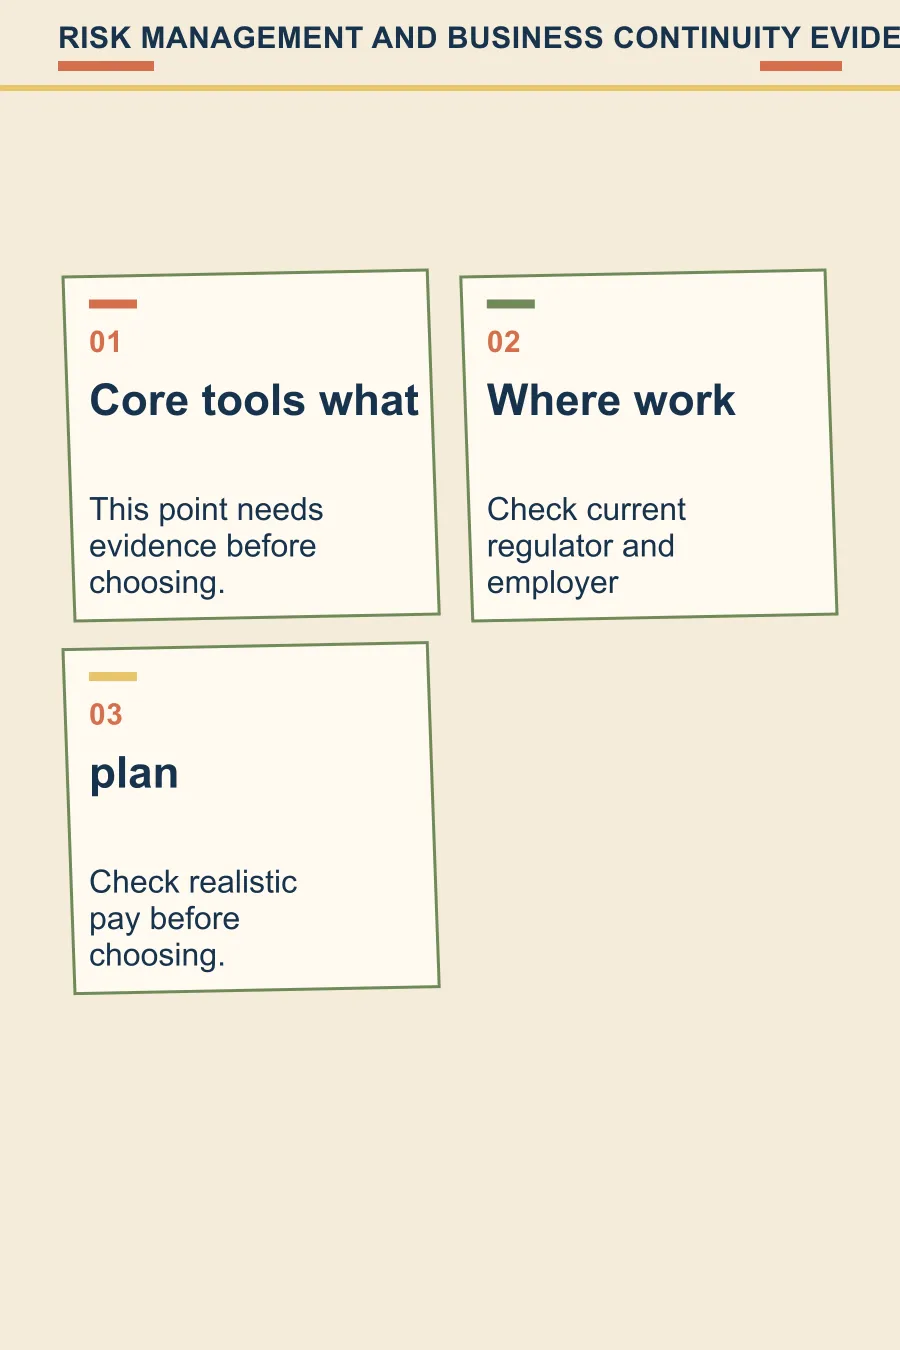 RISK MANAGEMENT AND BUSINESS CONTINUITY EVIDE
01
Core tools what
This point needs
evidence before
choosing.
02
Where work
Check current
regulator and
employer
03
plan
Check realistic
pay before
choosing.